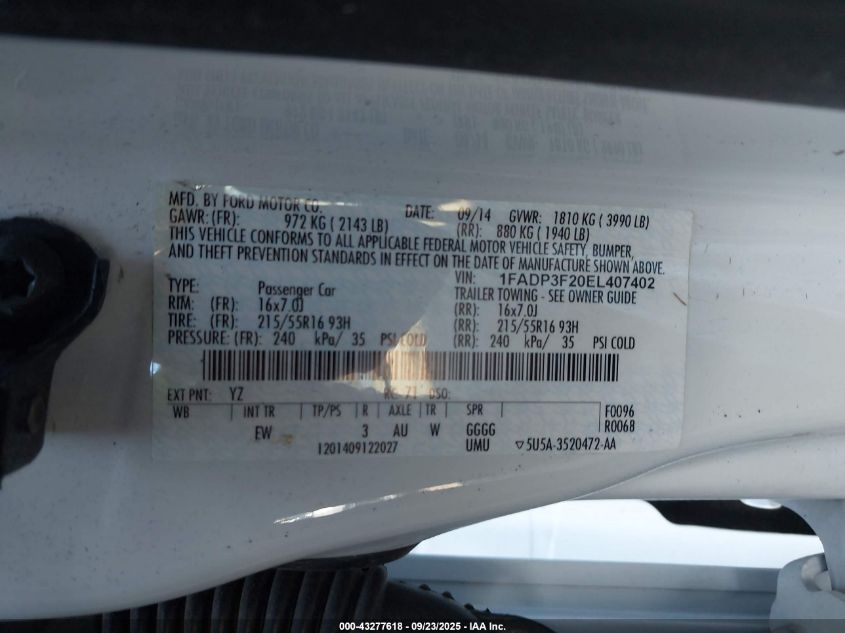 MFD. BY FORD MOTOR CO. DATE: 09/14 GVWR: 1810 KG ( 3990 LB)
GAWR: (FR): 972 KG ( 2143 LB) (RR): 880 KG ( 1940 LB)
THIS VEHICLE CONFORMS TO ALL APPLICABLE FEDERAL MOTOR VEHICLE SAFETY, BUMPER,
AND THEFT PREVENTION STANDARDS IN EFFECT ON THE DATE OF MANUFACTURE SHOWN ABOVE.
VIN: 1FADP3F20EL407402
TYPE: Passenger Car TRAILER TOWING - SEE OWNER GUIDE
RIM: (FR): 16x7.0J (RR): 16x7.0J
TIRE: (FR): 215/55R16 93H (RR): 215/55R16 93H
PRESSURE: (FR): 240 kPa/ 35 PSI COLD (RR): 240 kPa/ 35 PSI COLD
EXT PNT: YZ RC: 71 DSO:
WB INT TR TP/PS R AXLE TR SPR F0096
EW 3 AU W GGGG R0068
1201409122027 UMU ▽5U5A-3520472-AA
000-43277618 - 09/23/2025 - IAA Inc.